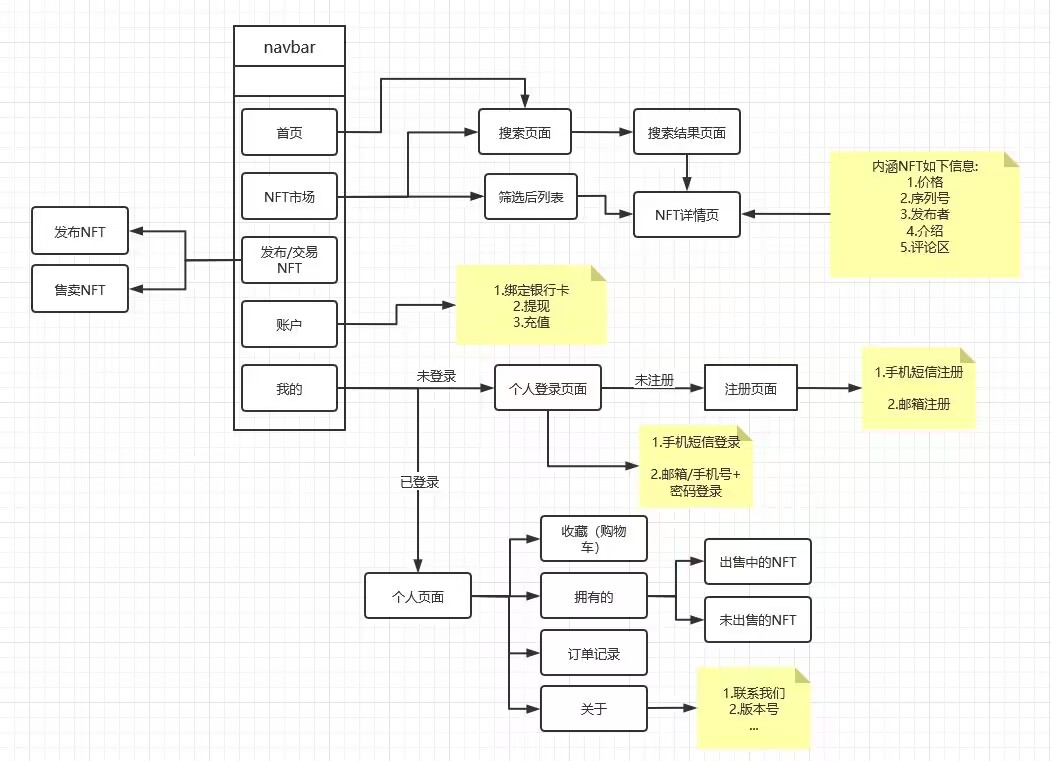 navbar
首页
搜索页面
搜索结果页面
内涵NFT如下信息:
1.价格
2.序列号
3.发布者
4.介绍
5.评论区
NFT市场
筛选后列表
NFT详情页
发布NFT
售卖NFT
发布/交易
NFT
账户
1.绑定银行卡
2.提现
3.充值
我的
未登录
个人登录页面
未注册
注册页面
1.手机短信注册
2.邮箱注册
1.手机短信登录
2.邮箱/手机号+
密码登录
已登录
个人页面
收藏（购物
车）
拥有的
出售中的NFT
未出售的NFT
订单记录
关于
1.联系我们
2.版本号
...